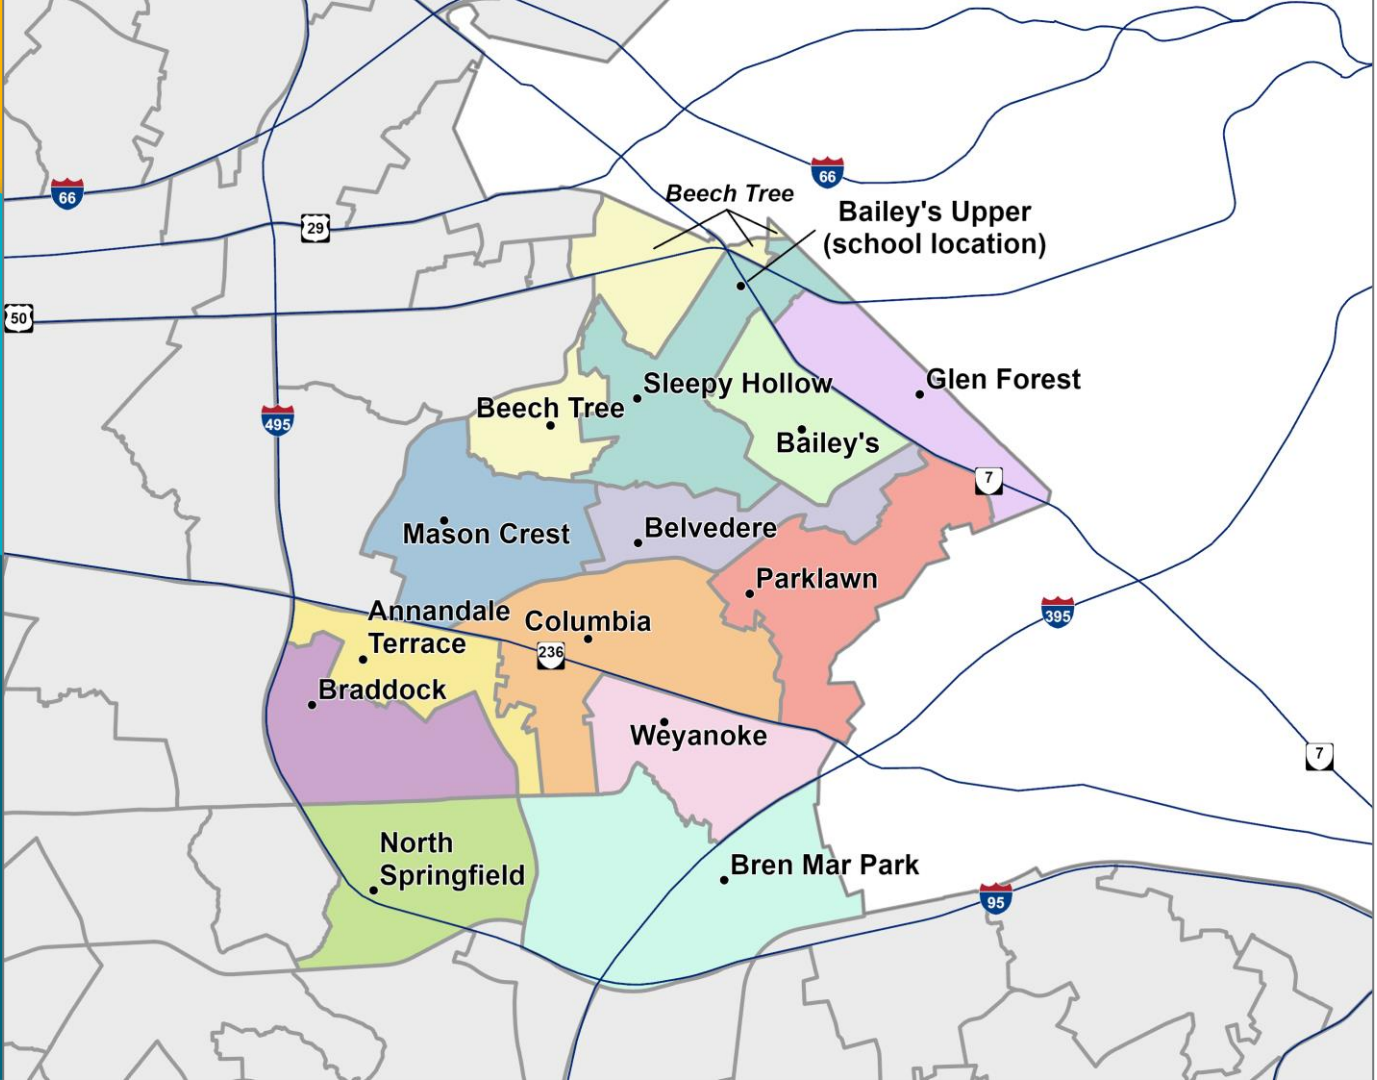 66
66
Beech Tree
Bailey's Upper
(school location)
29
50
Glen Forest
Sleepy Hollow
Beech Tree
495
Bailey's
7
Mason Crest
Belvedere
Parklawn
395
Annandale
Terrace
Columbia
236
Braddock
Weyanoke
7
North
Springfield
Bren Mar Park
95